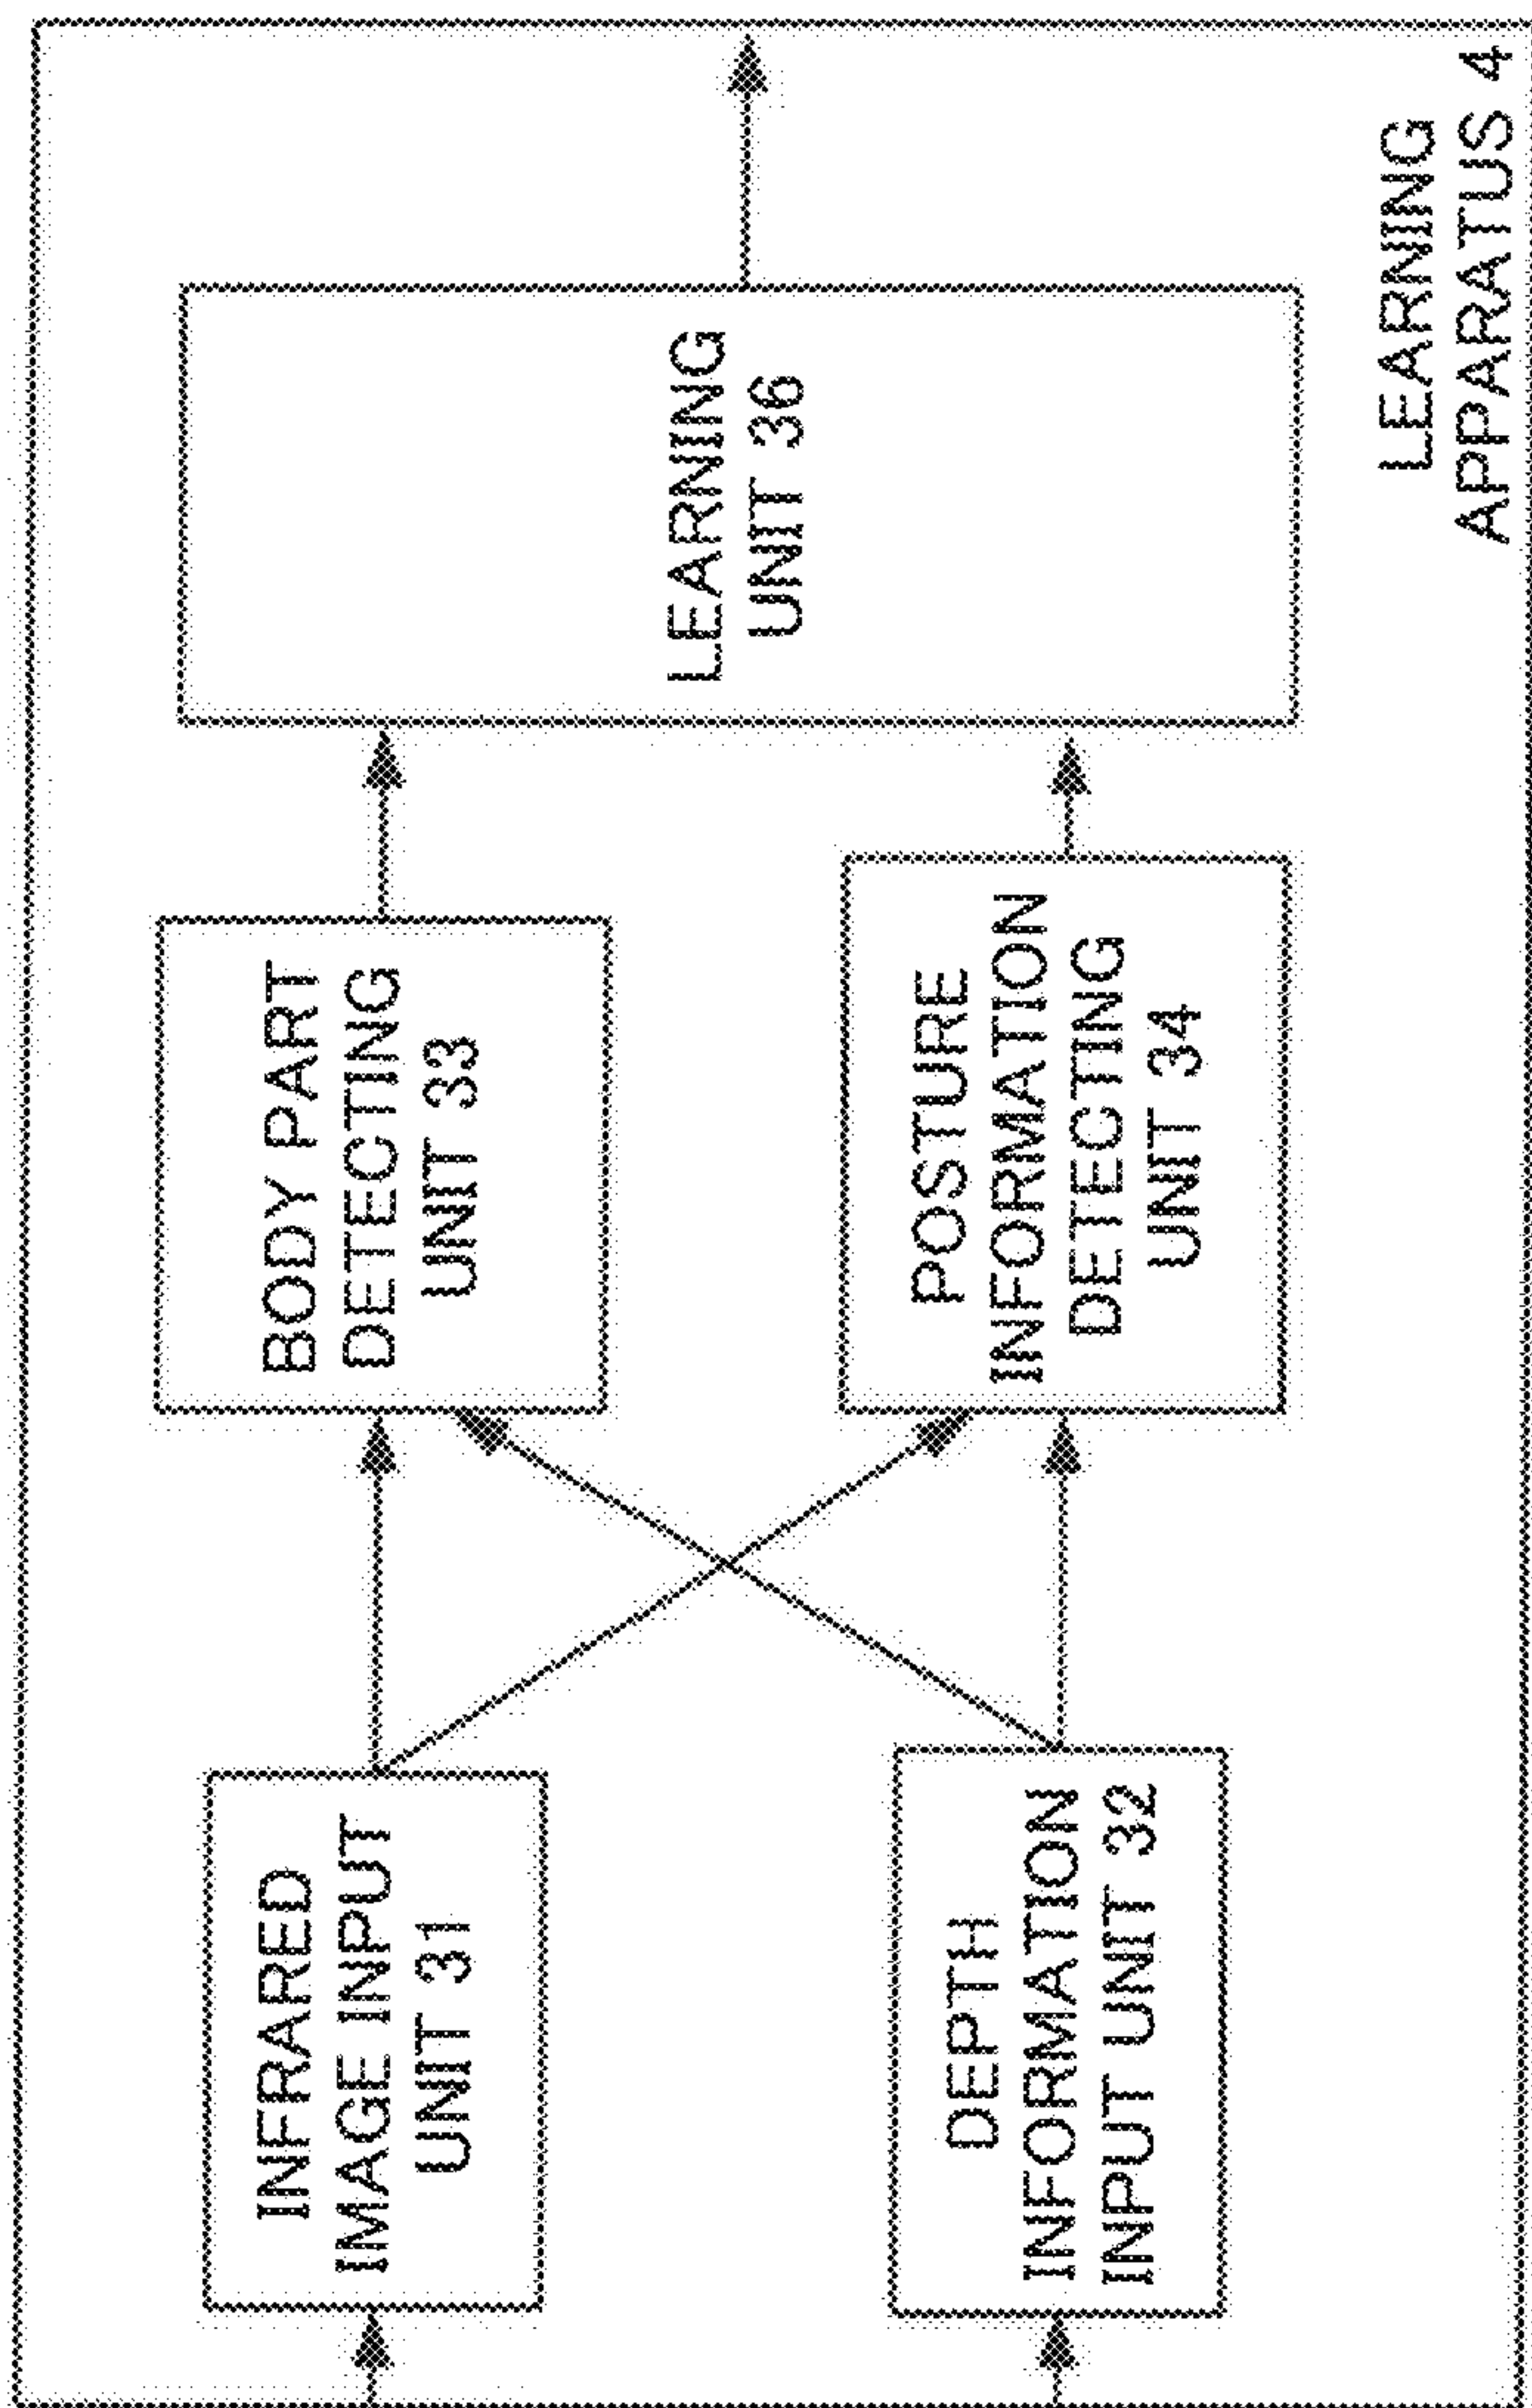 INFRARED
IMAGE INPUT
UNIT 31
DEPTH
INFORMATION
INPUT UNIT 32
BODY PART
DETECTING
UNIT 33
POSTURE
INFORMATION
DETECTING
UNIT 34
LEARNING
UNIT 36
LEARNING
APPARATUS 4